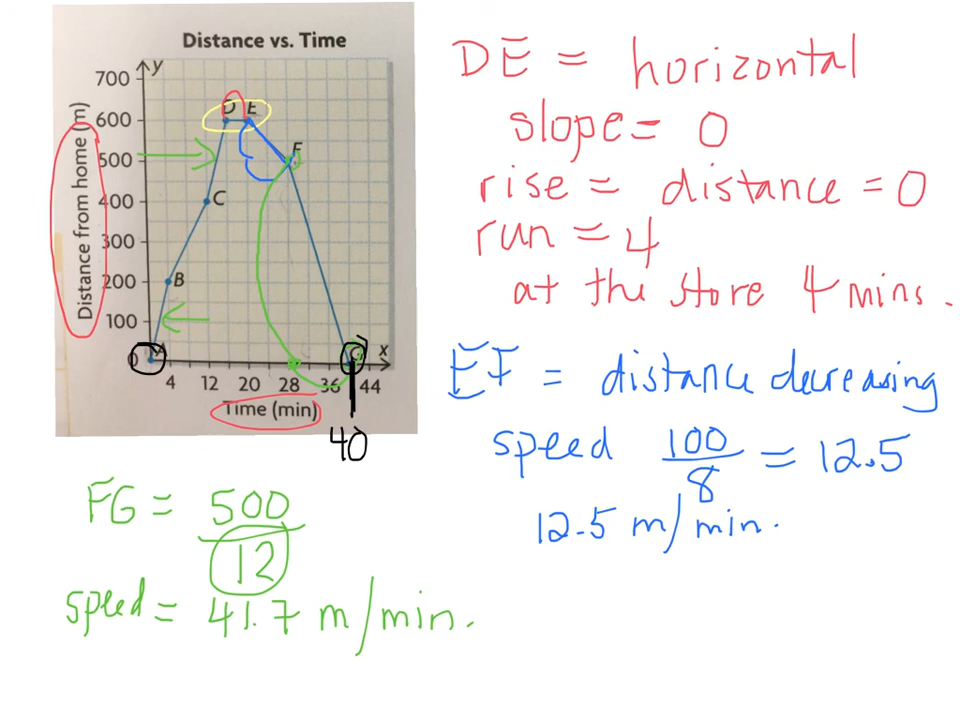 Distance vs. Time
y
700
600
500
400
300
200
100
0
Distance from home (m)
A
B
C
D
E
F
G
x
4 12 20 28 36 44
Time (min)
40
DE = horizontal
slope = 0
rise = distance = 0
run = 4
at the store 4 mins.
EF = distance decreasing
speed 100/8 = 12.5
12.5 m/min.
FG = 500
12
speed = 41.7 m/min.